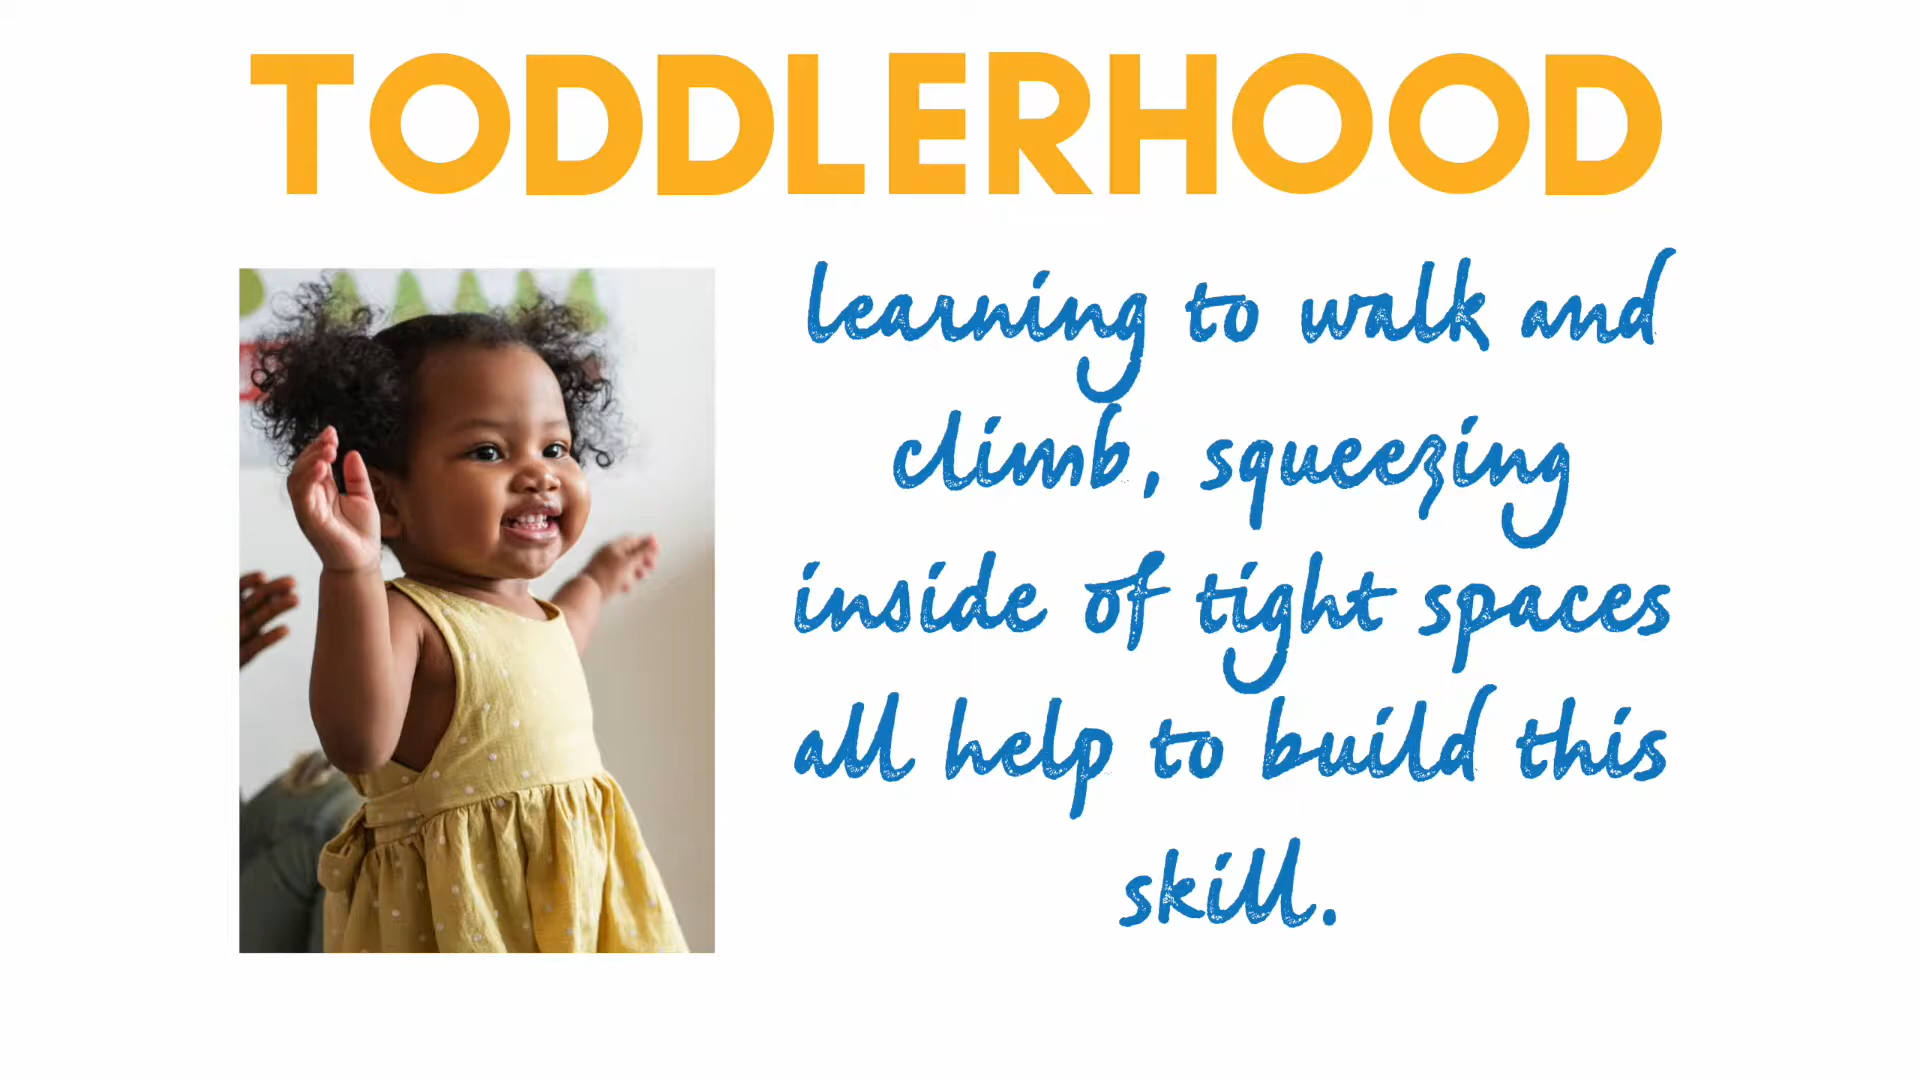 TODDLERHOOD
learning to walk and
climb, squeezing
inside of tight spaces
all help to build this
skill.